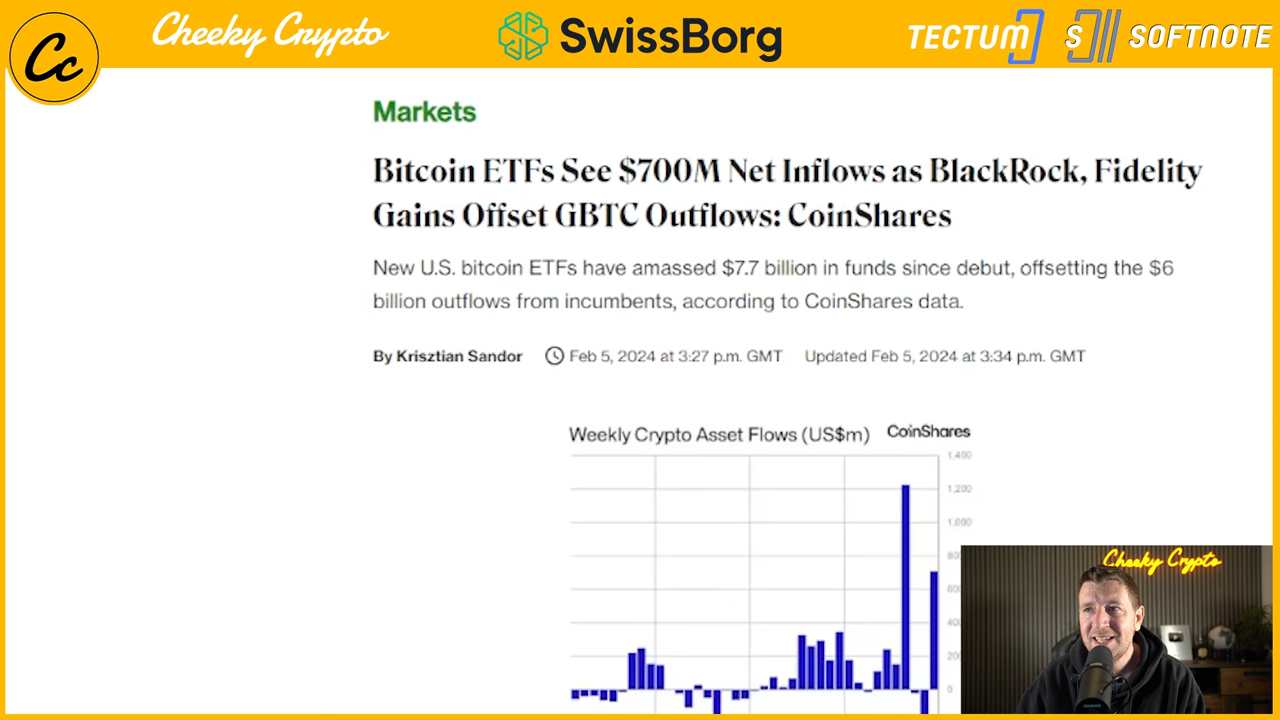 Cc
Cheeky Crypto
SwissBorg
TECTUM
S
SOFTNOTE
Markets
Bitcoin ETFs See $700M Net Inflows as BlackRock, Fidelity
Gains Offset GBTC Outflows: CoinShares
New U.S. bitcoin ETFs have amassed $7.7 billion in funds since debut, offsetting the $6
billion outflows from incumbents, according to CoinShares data.
By Krisztian Sandor Feb 5, 2024 at 3:27 p.m. GMT Updated Feb 5, 2024 at 3:34 p.m. GMT
Weekly Crypto Asset Flows (US$m) CoinShares
1,400
1,200
1,000
0
Cheeky Crypto